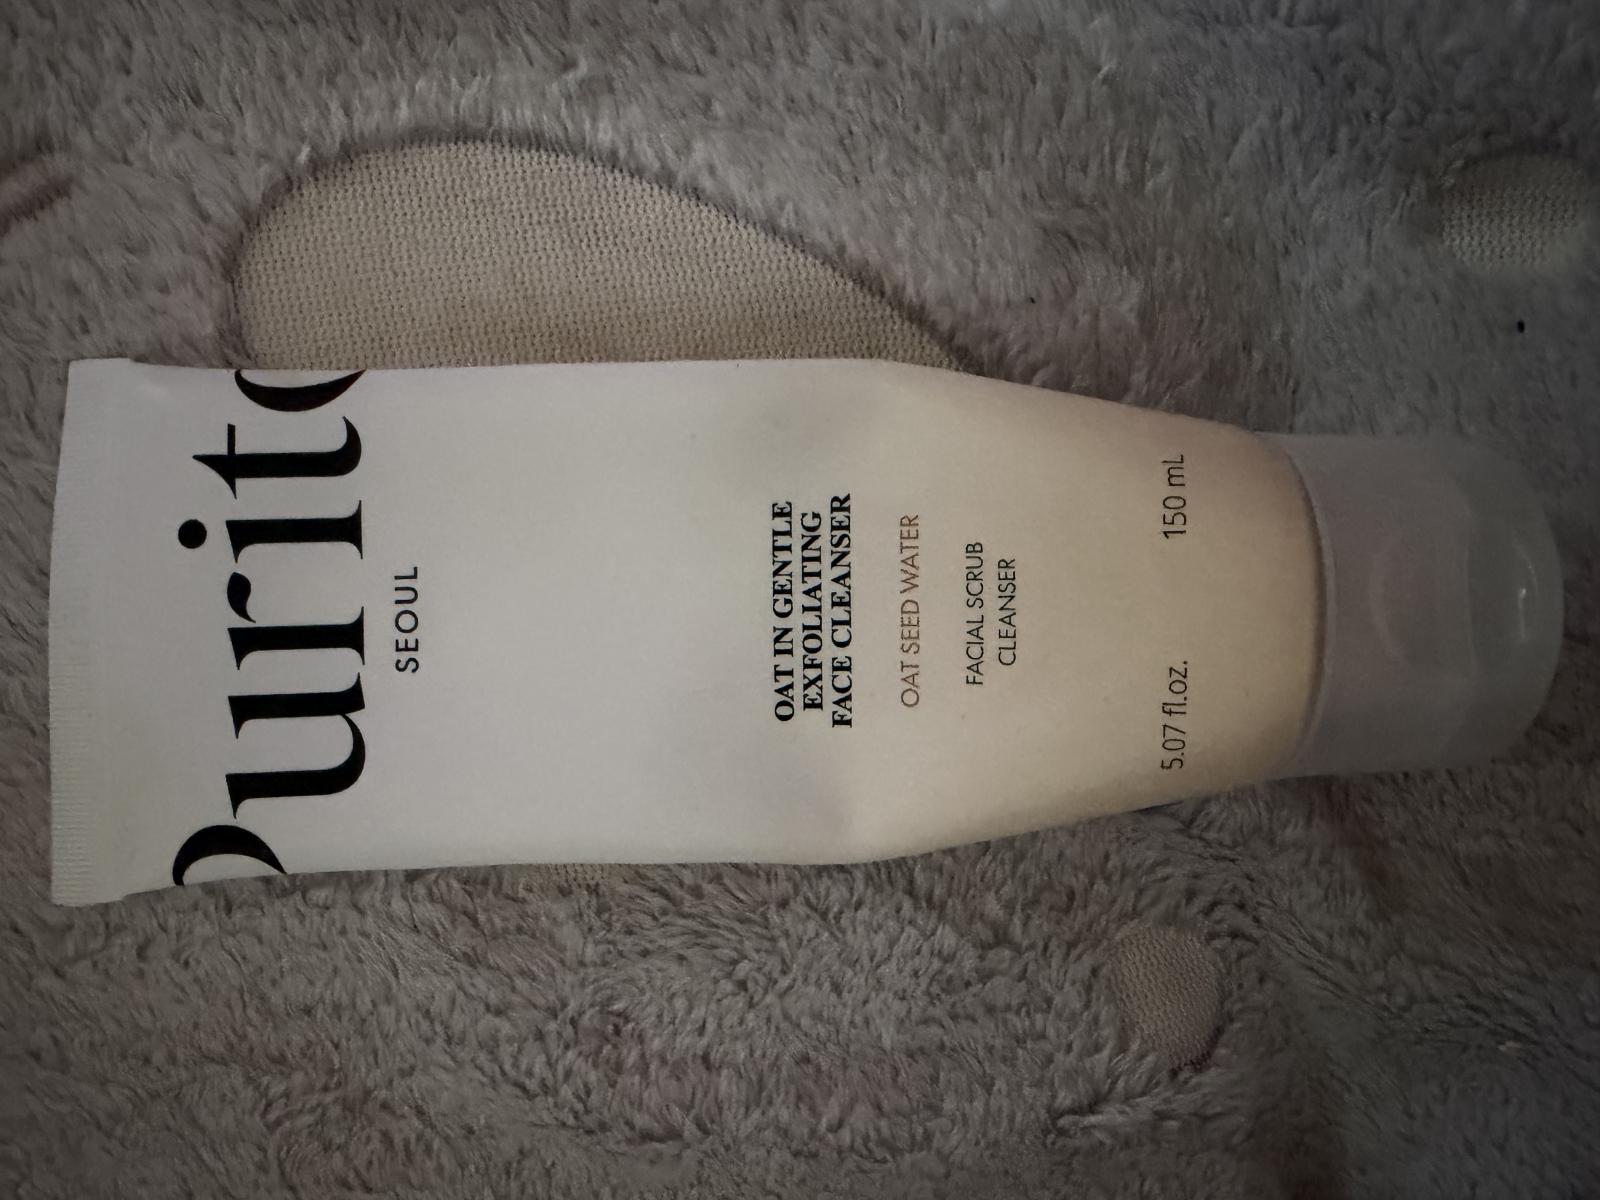 Purito
SEOUL
OAT IN GENTLE
EXFOLIATING
FACE CLEANSER
OAT SEED WATER
FACIAL SCRUB
CLEANSER
5.07 fl.oz. 150 mL